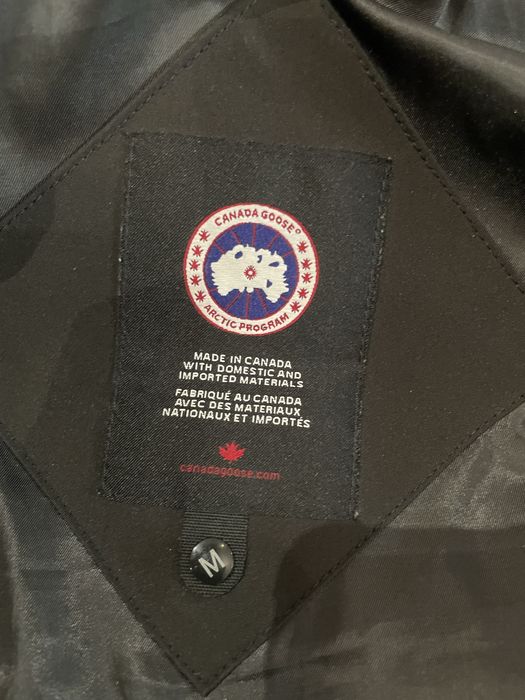 CANADA GOOSE®
ARCTIC PROGRAM
MADE IN CANADA
WITH DOMESTIC AND
IMPORTED MATERIALS
FABRIQUÉ AU CANADA
AVEC DES MATERIAUX
NATIONAUX ET IMPORTÉS
canadagoose.com
M